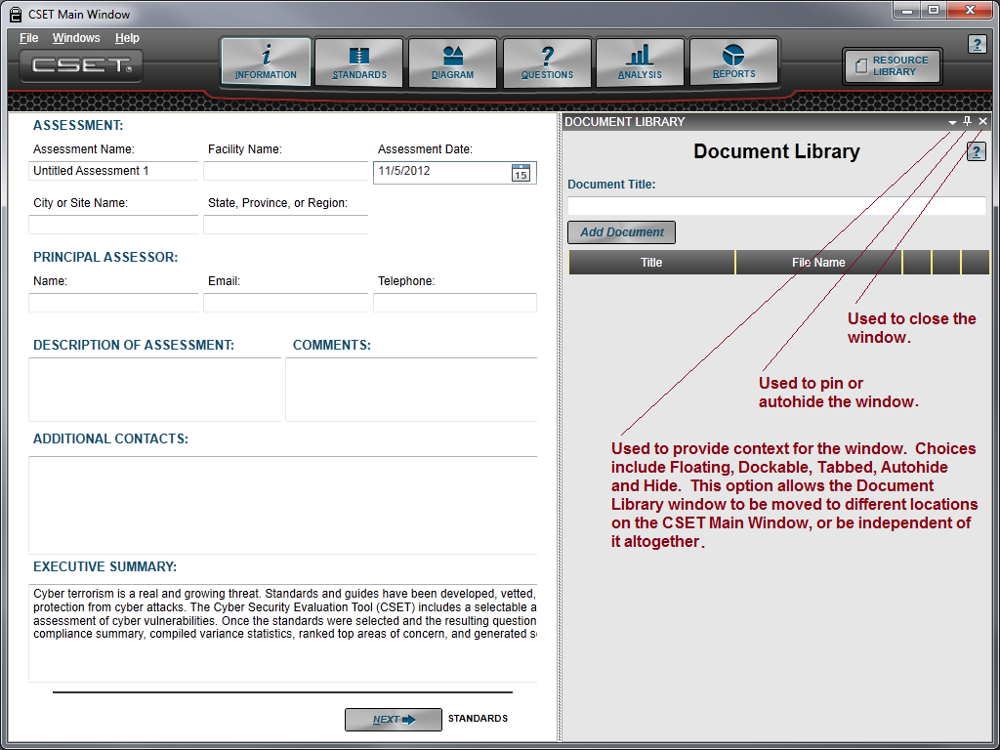 CSET Main Window
File Windows Help
CSET
INFORMATION
STANDARDS
DIAGRAM
QUESTIONS
ANALYSIS
REPORTS
RESOURCE
LIBRARY
?
ASSESSMENT:
Assessment Name:
Facility Name:
Assessment Date:
Untitled Assessment 1
11/5/2012
15
City or Site Name:
State, Province, or Region:
PRINCIPAL ASSESSOR:
Name:
Email:
Telephone:
DESCRIPTION OF ASSESSMENT:
COMMENTS:
ADDITIONAL CONTACTS:
EXECUTIVE SUMMARY:
Cyber terrorism is a real and growing threat. Standards and guides have been developed, vetted,
protection from cyber attacks. The Cyber Security Evaluation Tool (CSET) includes a selectable a
assessment of cyber vulnerabilities. Once the standards were selected and the resulting question
compliance summary, compiled variance statistics, ranked top areas of concern, and generated se
NEXT
STANDARDS
DOCUMENT LIBRARY
Document Library
?
Document Title:
Add Document
Title
File Name
Used to close the
window.
Used to pin or
autohide the window.
Used to provide context for the window. Choices
include Floating, Dockable, Tabbed, Autohide
and Hide. This option allows the Document
Library window to be moved to different locations
on the CSET Main Window, or be independent of
it altogether.